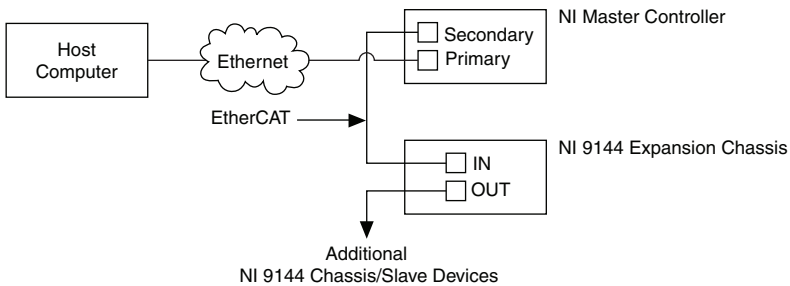 NI Master Controller
Host
Computer
Ethernet
Secondary
Primary
EtherCAT
NI 9144 Expansion Chassis
IN
OUT
Additional
NI 9144 Chassis/Slave Devices